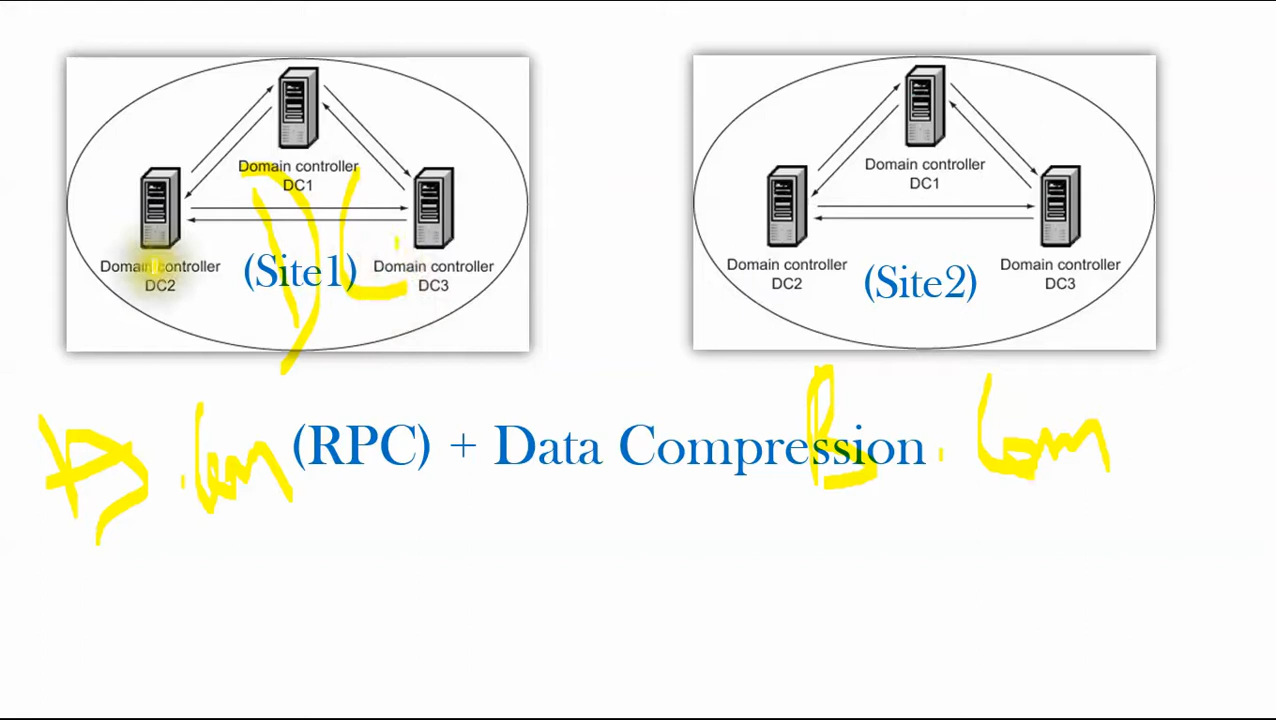 Domain controller
DC1
Domain controller
DC2
(Site1)
Domain controller
DC3
Domain controller
DC1
Domain controller
DC2
(Site2)
Domain controller
DC3
(RPC) + Data Compression
B . Com